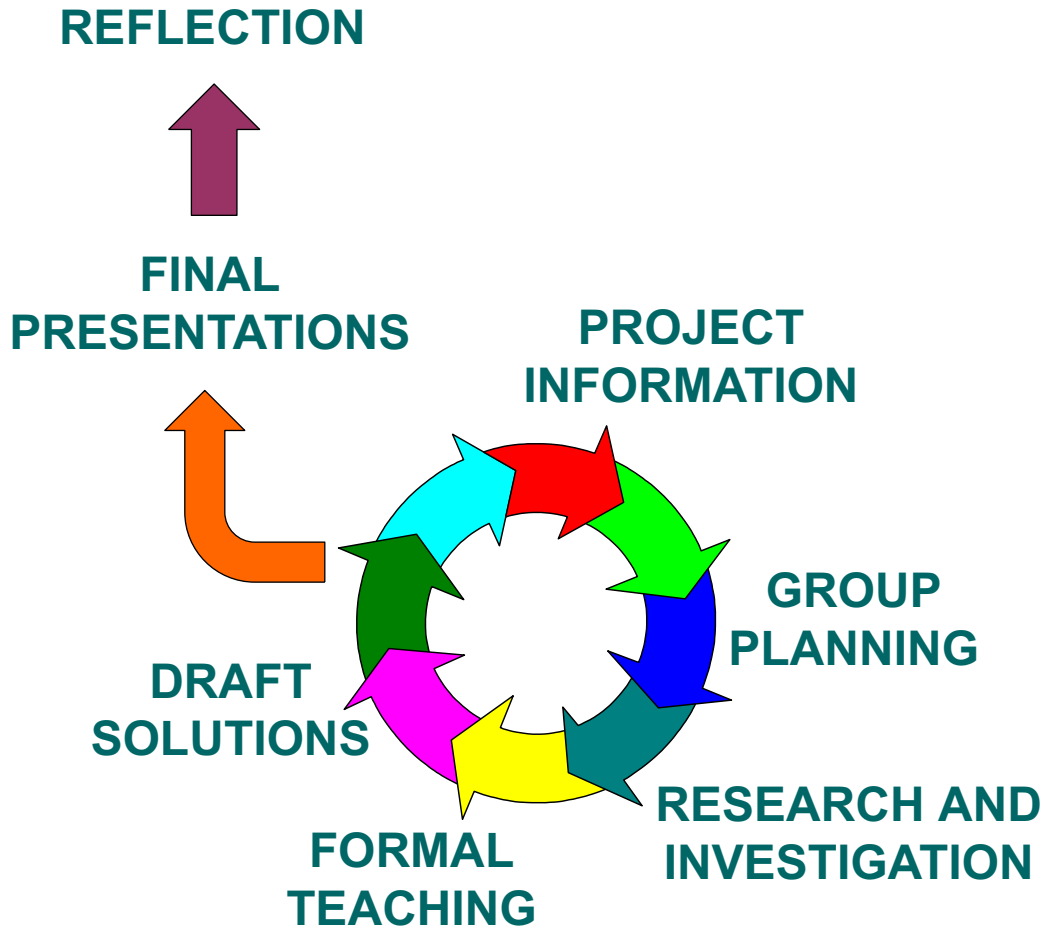 REFLECTION
FINAL
PRESENTATIONS
PROJECT
INFORMATION
GROUP
PLANNING
DRAFT
SOLUTIONS
RESEARCH AND
INVESTIGATION
FORMAL
TEACHING